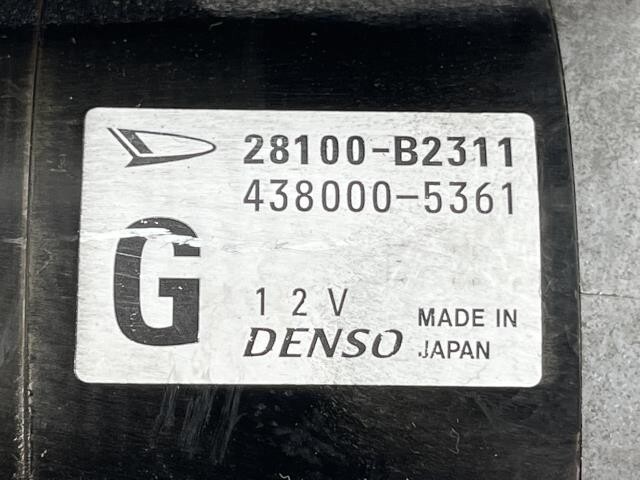 28100-B2311
438000-5361
G
12V
DENSO
MADE IN
JAPAN